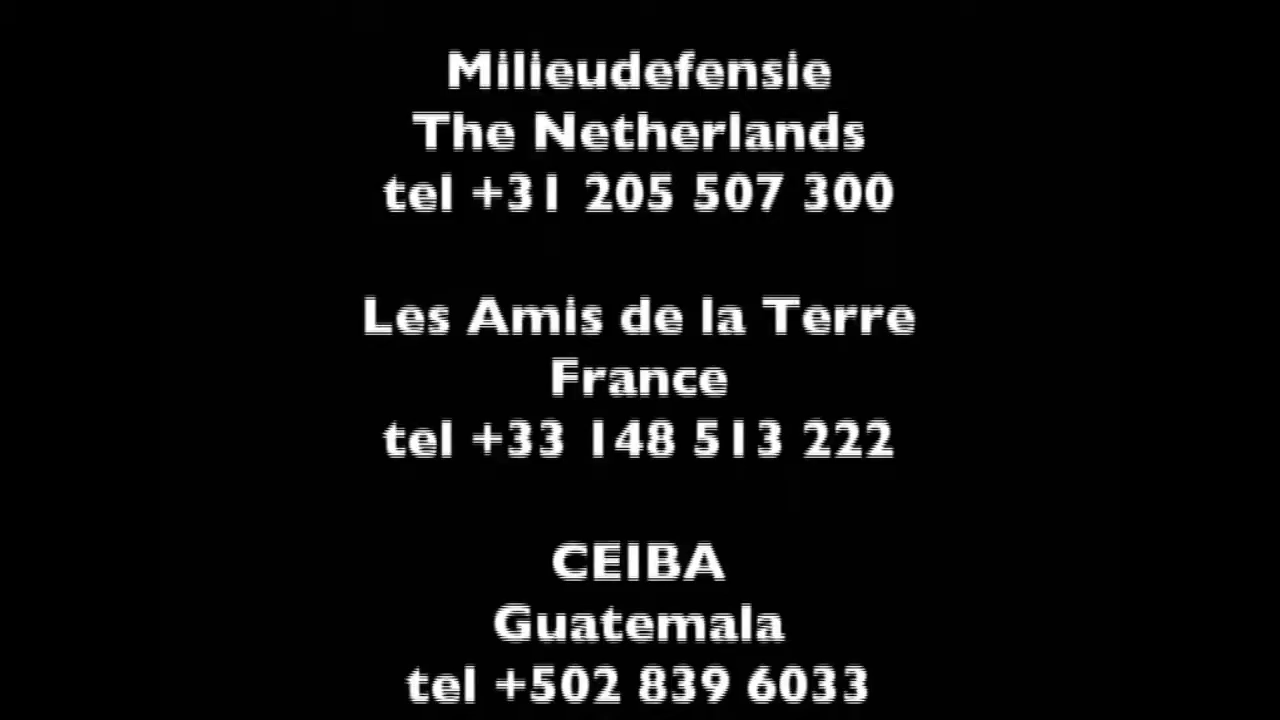 Milieudefensie
The Netherlands
tel +31 205 507 300
Les Amis de la Terre
France
tel +33 148 513 222
CEIBA
Guatemala
tel +502 839 6033